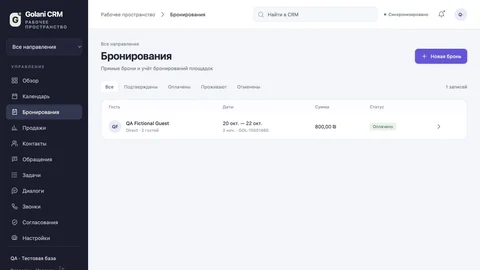 Golani CRM
РАБОЧЕЕ
ПРОСТРАНСТВО
Все направления
УПРАВЛЕНИЕ
Обзор
Календарь
Бронирования
Продажи
Контакты
Обращения
Задачи
Диалоги
Звонки
Согласования
Настройки
QA · Тестовая база
Рабочее пространство > Бронирования
Найти в CRM
Синхронизировано
Q
Все направления
Бронирования
Прямые брони и учёт бронирований площадок
+ Новая бронь
Все Подтверждены Оплачены Проживают Отменены
1 записей
Гость Даты Сумма Статус
QF QA Fictional Guest 20 окт. — 22 окт. 800,00 ₪ Оплачено